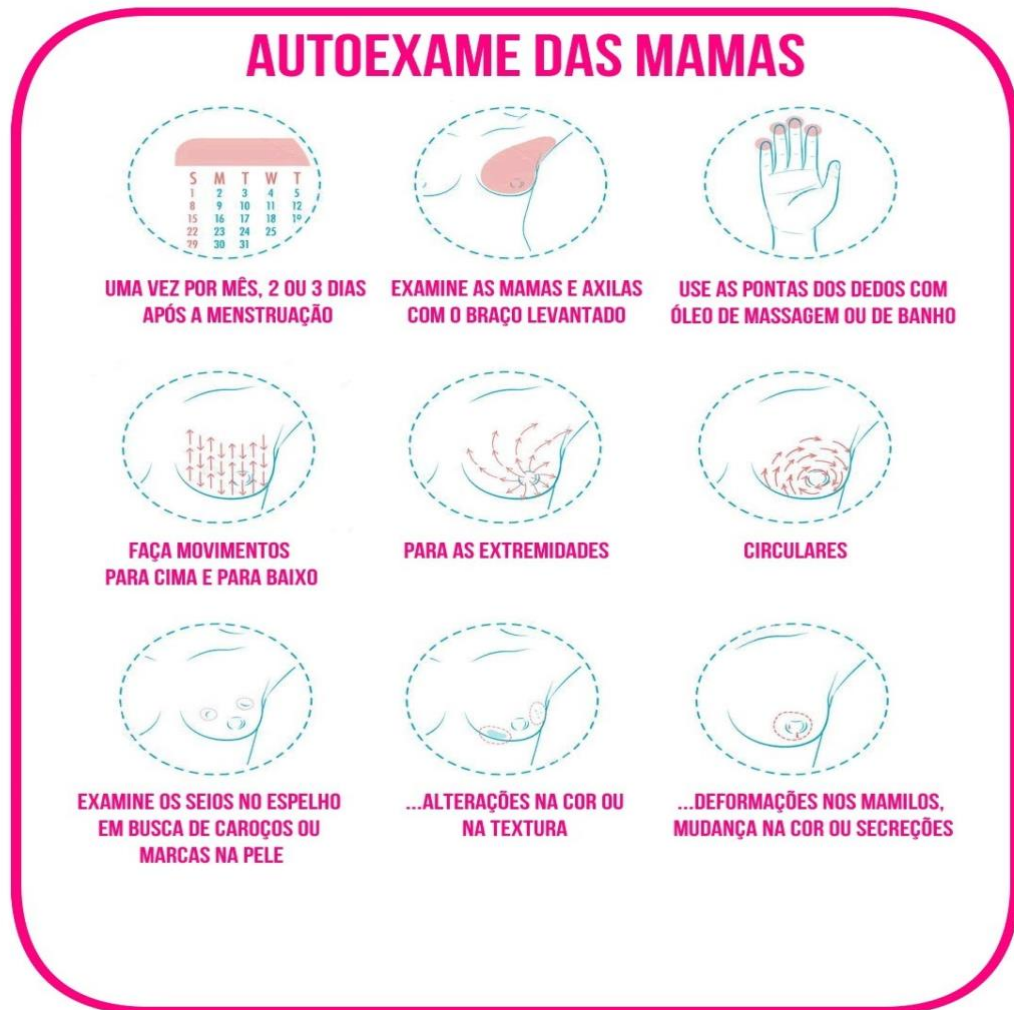 AUTOEXAME DAS MAMAS
S M T W T
1 2 3 4 5
8 9 10 11 12
15 16 17 18 19
22 23 24 25
29 30 31
UMA VEZ POR MÊS, 2 OU 3 DIAS
APÓS A MENSTRUAÇÃO
EXAMINE AS MAMAS E AXILAS
COM O BRAÇO LEVANTADO
USE AS PONTAS DOS DEDOS COM
ÓLEO DE MASSAGEM OU DE BANHO
FAÇA MOVIMENTOS
PARA CIMA E PARA BAIXO
PARA AS EXTREMIDADES
CIRCULARES
EXAMINE OS SEIOS NO ESPELHO
EM BUSCA DE CAROÇOS OU
MARCAS NA PELE
...ALTERAÇÕES NA COR OU
NA TEXTURA
...DEFORMAÇÕES NOS MAMILOS,
MUDANÇA NA COR OU SECREÇÕES